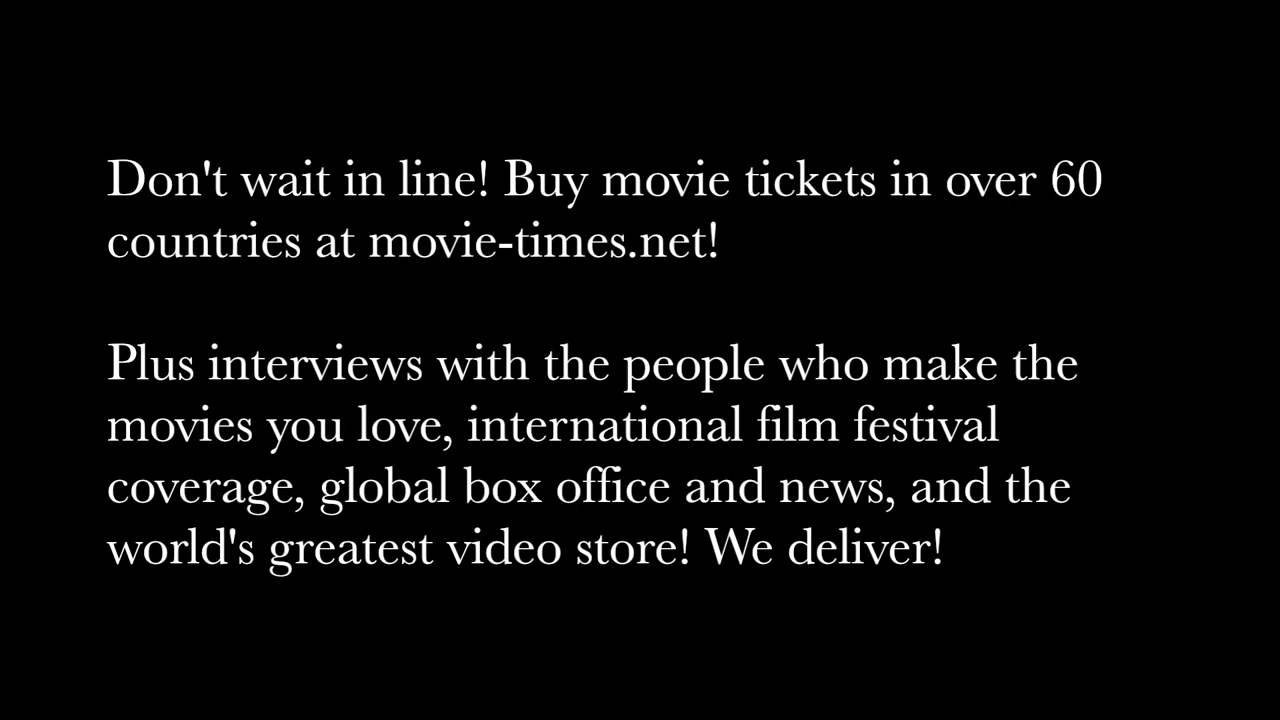 Don't wait in line! Buy movie tickets in over 60
countries at movie-times.net!
Plus interviews with the people who make the
movies you love, international film festival
coverage, global box office and news, and the
world's greatest video store! We deliver!